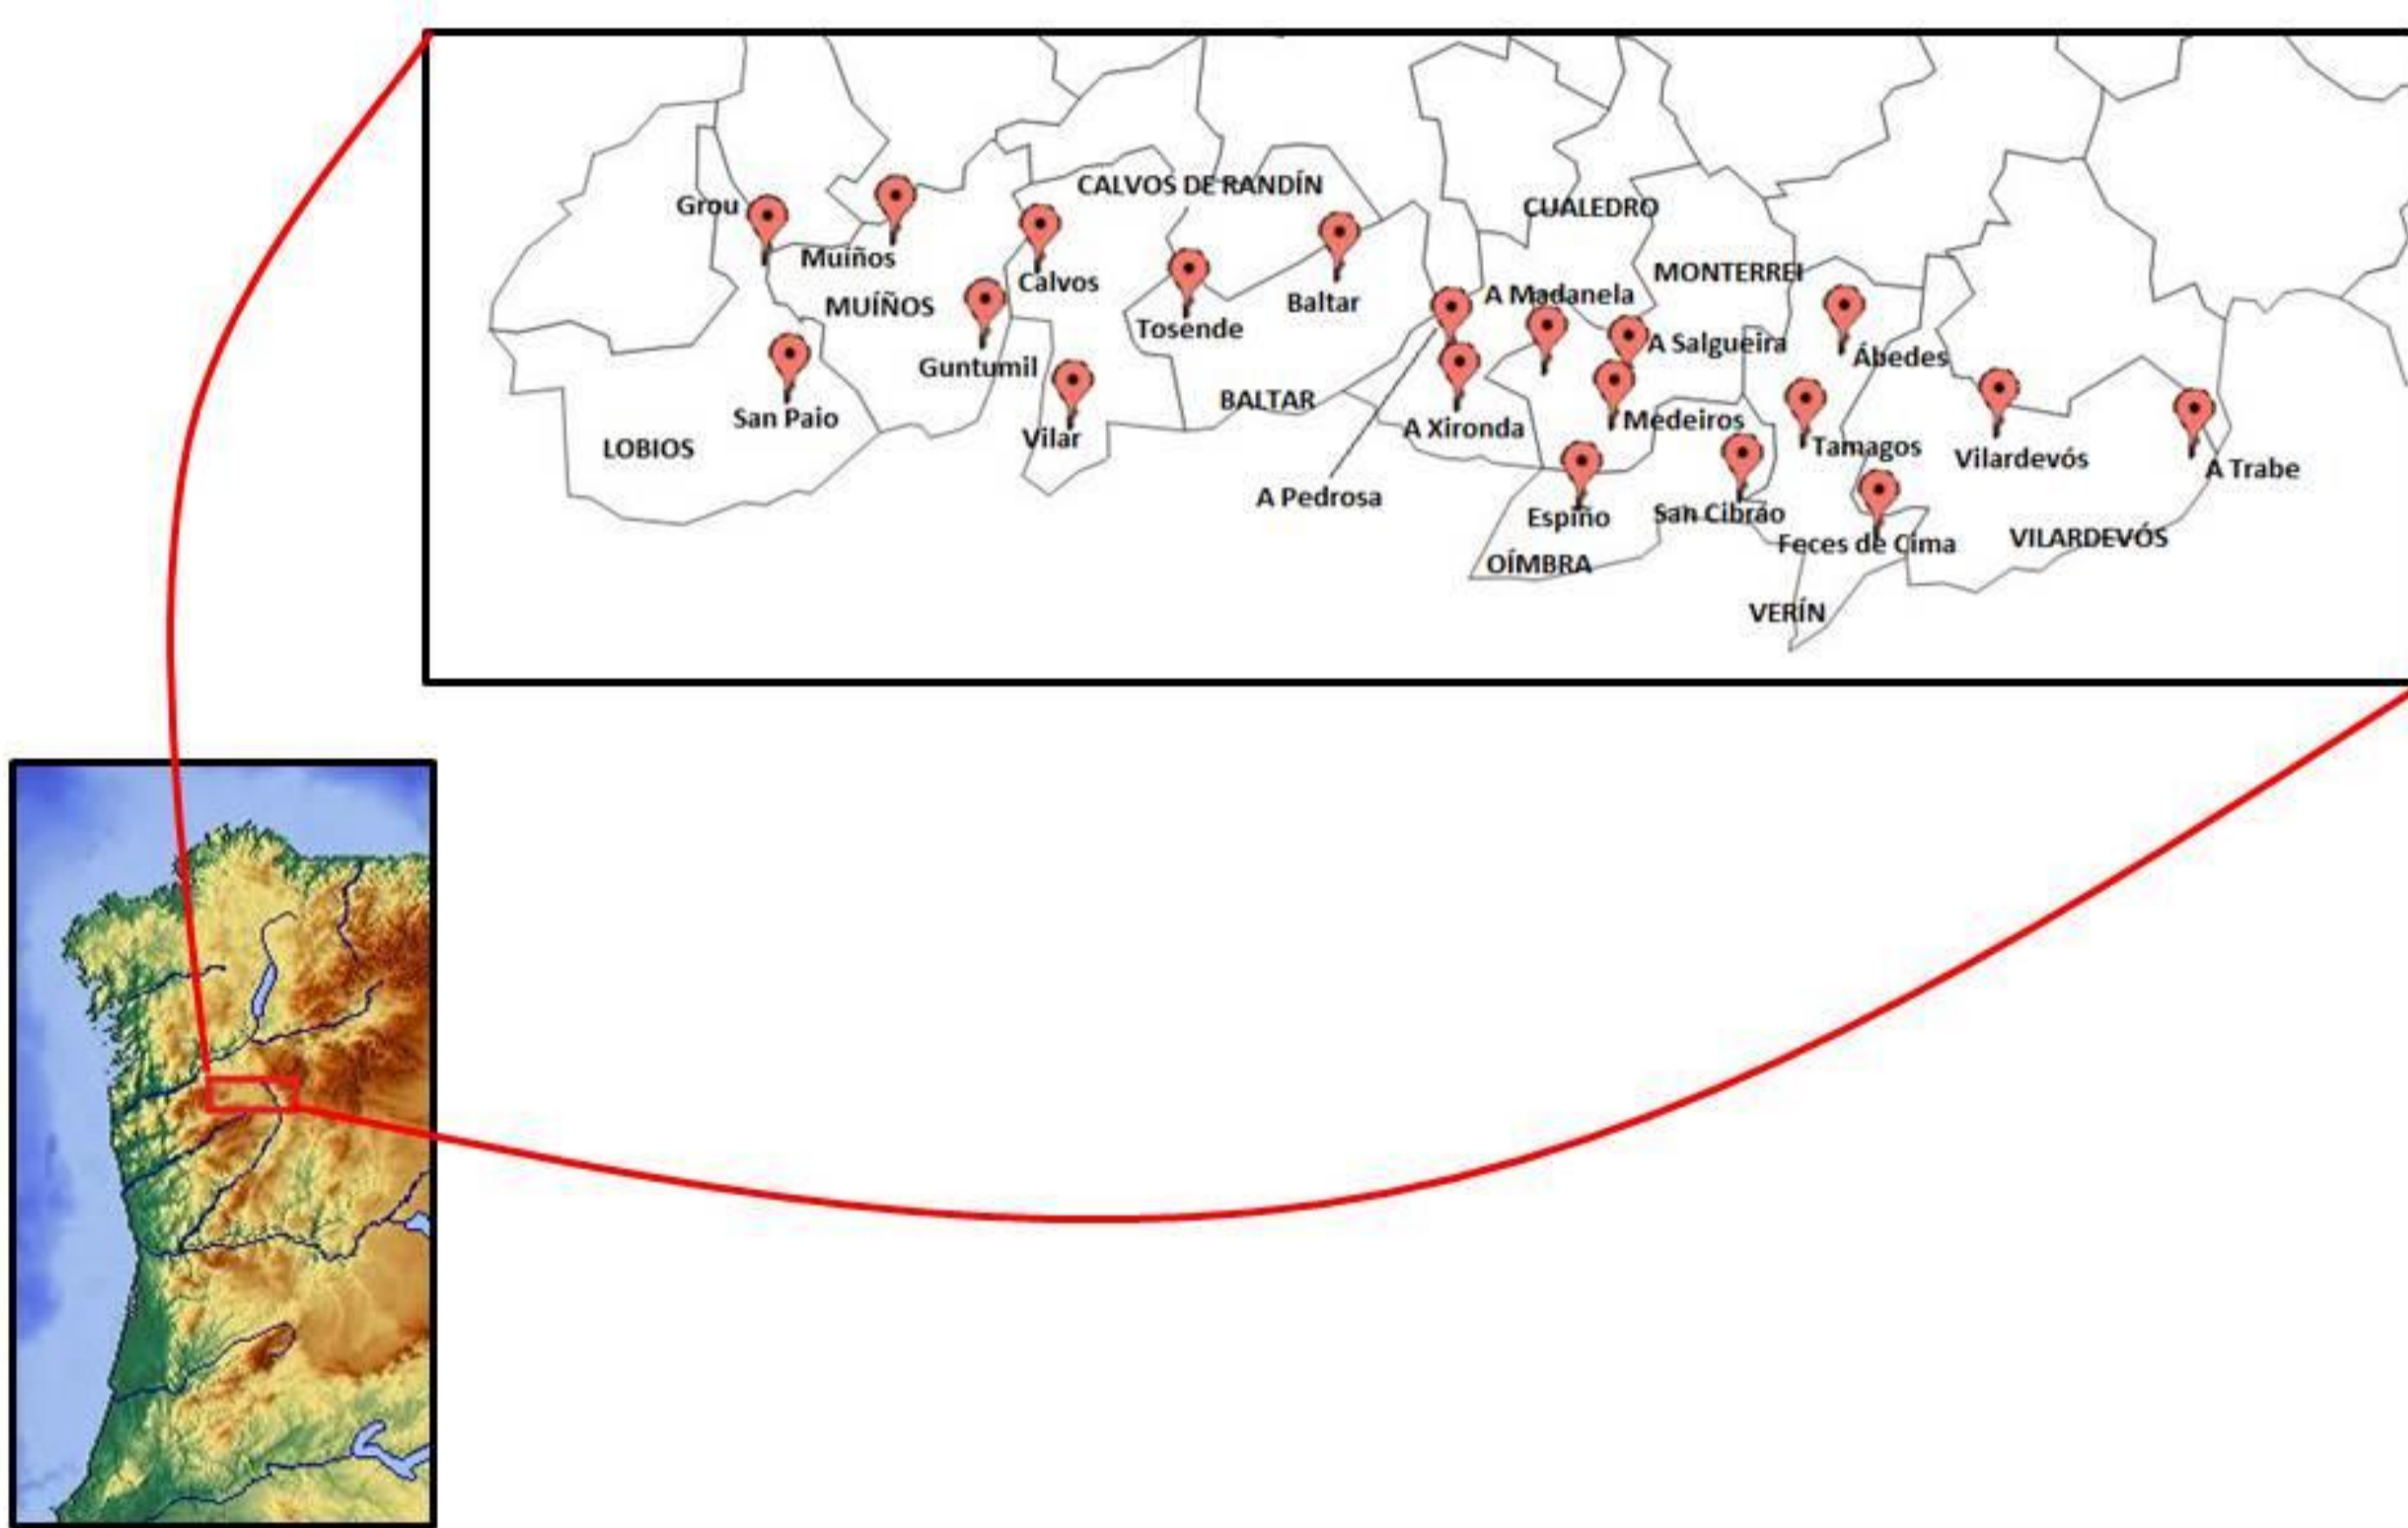 CALVOS DE RANDÍN
Grou
CUALEDRO
Muíños
MONTERREI
Calvos
A Madanela
Baltar
MUÍÑOS
Tosende
A Salgueira
Ábedes
Guntumil
BALTAR
San Paio
Medeiros
A Xironda
Vilar
Tamagos
LOBIOS
Vilardevós
A Trabe
A Pedrosa
San Cibrao
Espiño
VILARDEVÓS
Feces de Cima
OÍMBRA
VERÍN